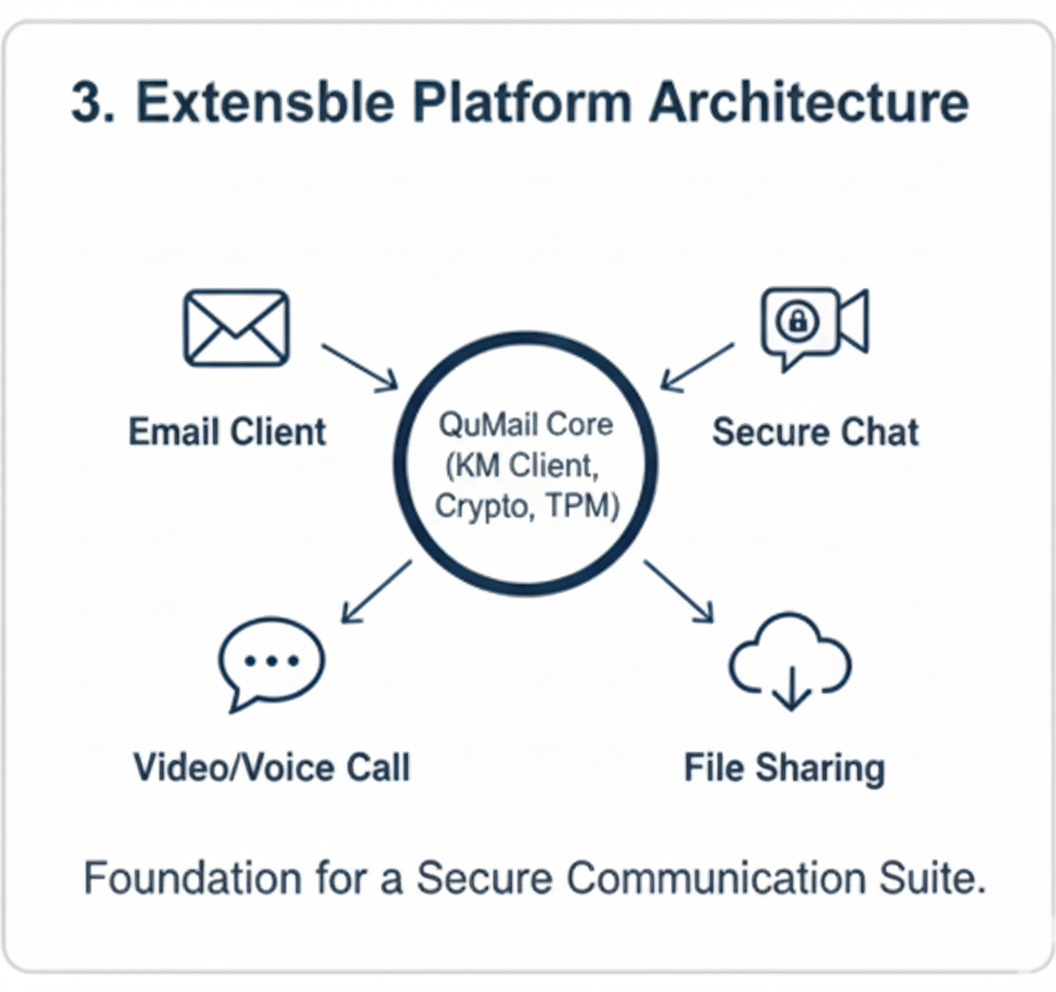 3. Extensble Platform Architecture
Email Client
Secure Chat
QuMail Core
(KM Client,
Crypto, TPM)
Video/Voice Call
File Sharing
Foundation for a Secure Communication Suite.